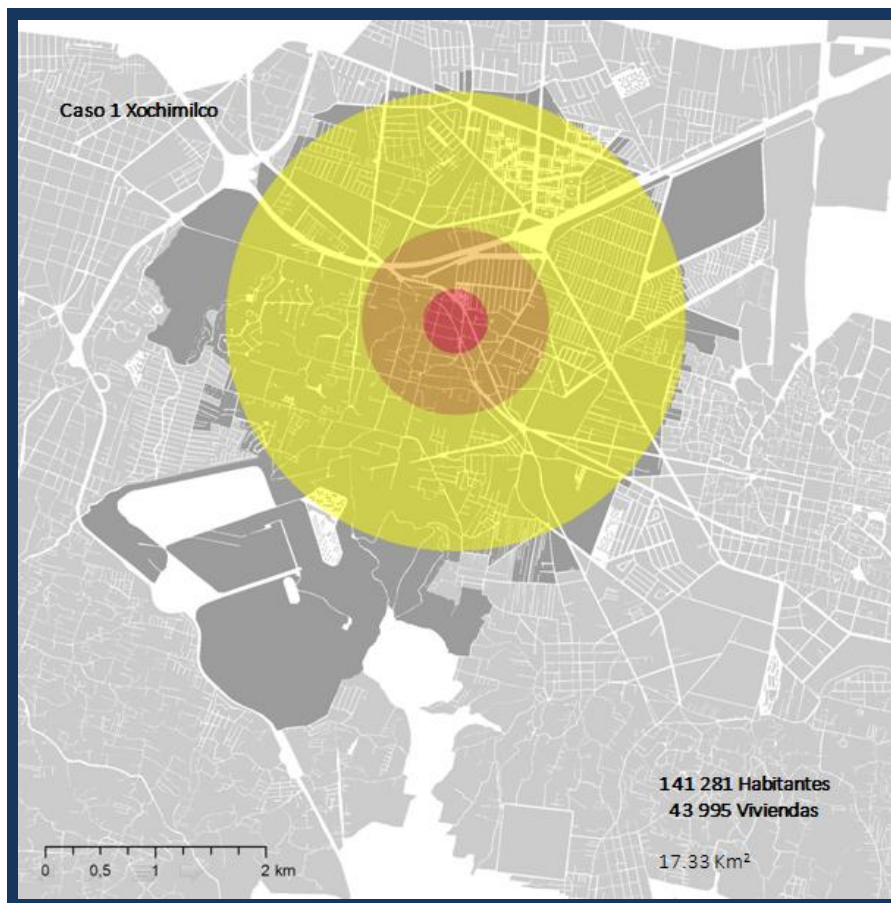 Caso 1 Xochimilco
141 281 Habitantes
43 995 Viviendas
17.33 Km²
0 0,5 1 2 km